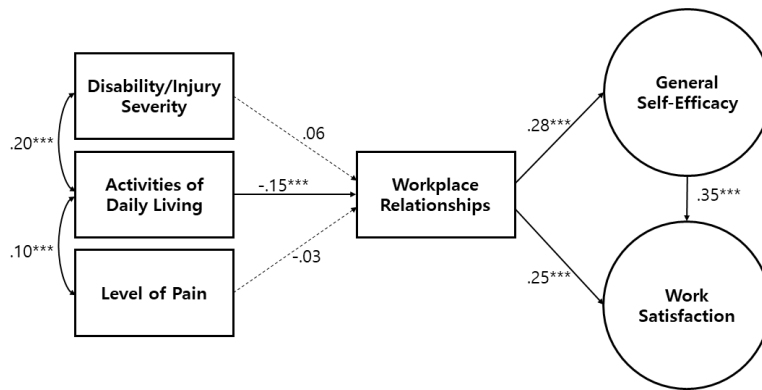 Disability/Injury
Severity
General
Self-Efficacy
.20***
.06
.28***
Activities of
Daily Living
-.15***
Workplace
Relationships
.35***
.10***
-.03
.25***
Level of Pain
Work
Satisfaction